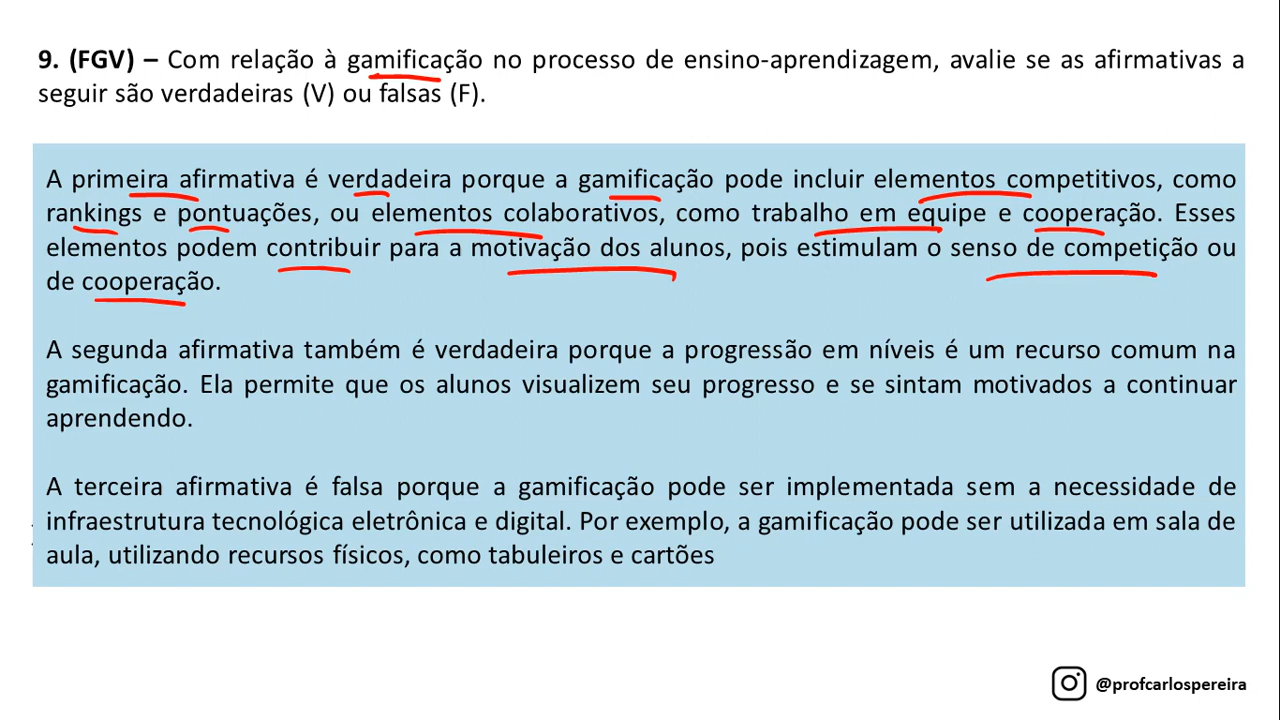 9. (FGV) – Com relação à gamificação no processo de ensino-aprendizagem, avalie se as afirmativas a
seguir são verdadeiras (V) ou falsas (F).
A primeira afirmativa é verdadeira porque a gamificação pode incluir elementos competitivos, como
rankings e pontuações, ou elementos colaborativos, como trabalho em equipe e cooperação. Esses
elementos podem contribuir para a motivação dos alunos, pois estimulam o senso de competição ou
de cooperação.
A segunda afirmativa também é verdadeira porque a progressão em níveis é um recurso comum na
gamificação. Ela permite que os alunos visualizem seu progresso e se sintam motivados a continuar
aprendendo.
A terceira afirmativa é falsa porque a gamificação pode ser implementada sem a necessidade de
infraestrutura tecnológica eletrônica e digital. Por exemplo, a gamificação pode ser utilizada em sala de
aula, utilizando recursos físicos, como tabuleiros e cartões
@profcarlospereira